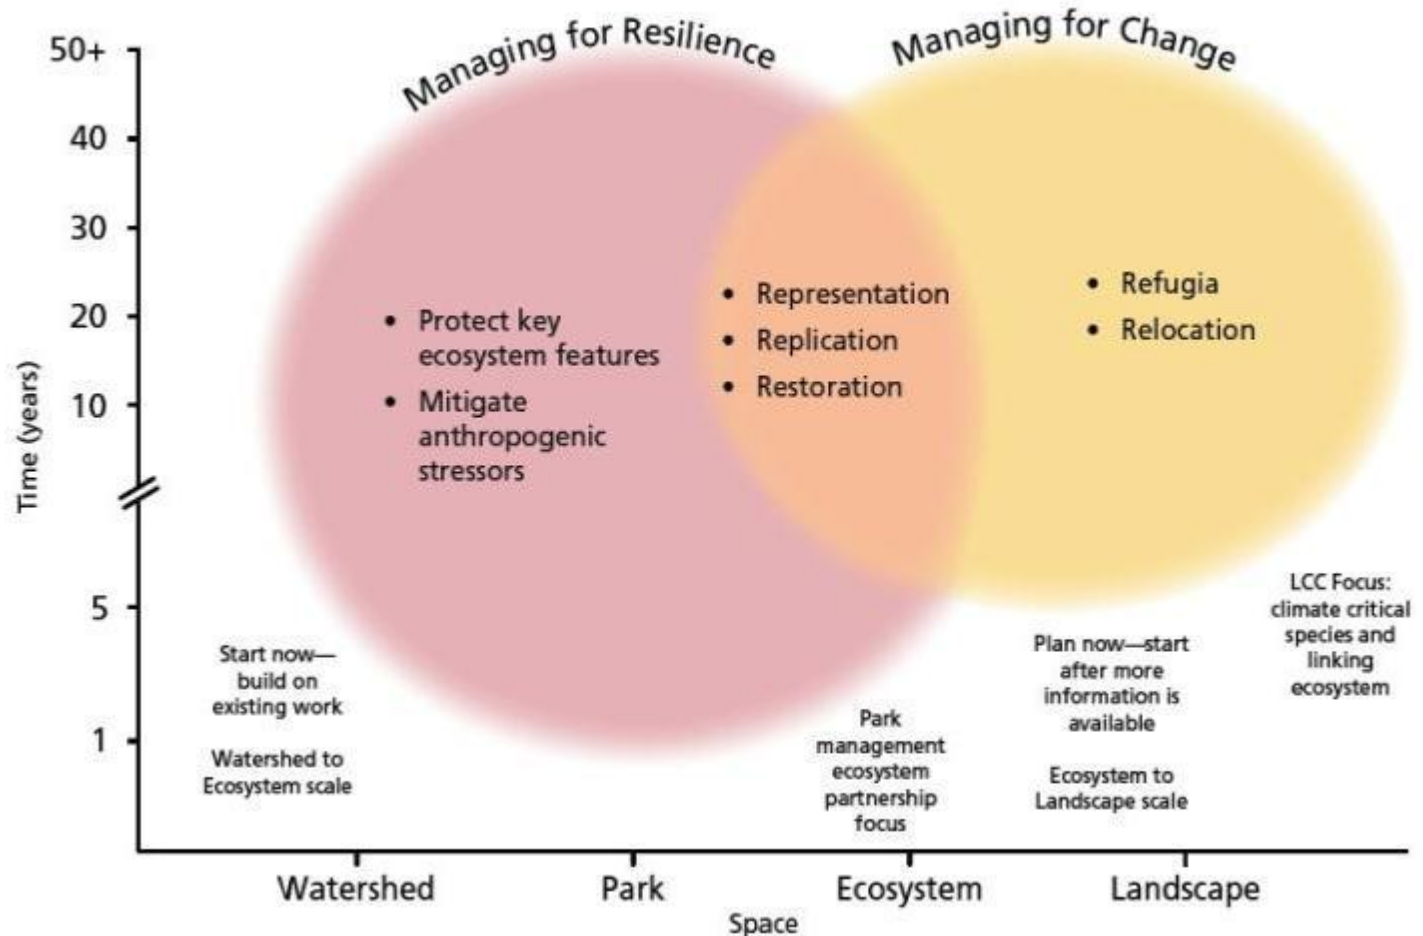 Managing for Resilience
Managing for Change
50+
40
30
20
10
5
1
Time (years)
• Protect key
ecosystem features
• Mitigate
anthropogenic
stressors
• Representation
• Replication
• Restoration
• Refugia
• Relocation
Start now—
build on
existing work
Watershed to
Ecosystem scale
Park
management
ecosystem
partnership
focus
Plan now—start
after more
information is
available
Ecosystem to
Landscape scale
LCC Focus:
climate critical
species and
linking
ecosystem
Watershed
Park
Ecosystem
Landscape
Space